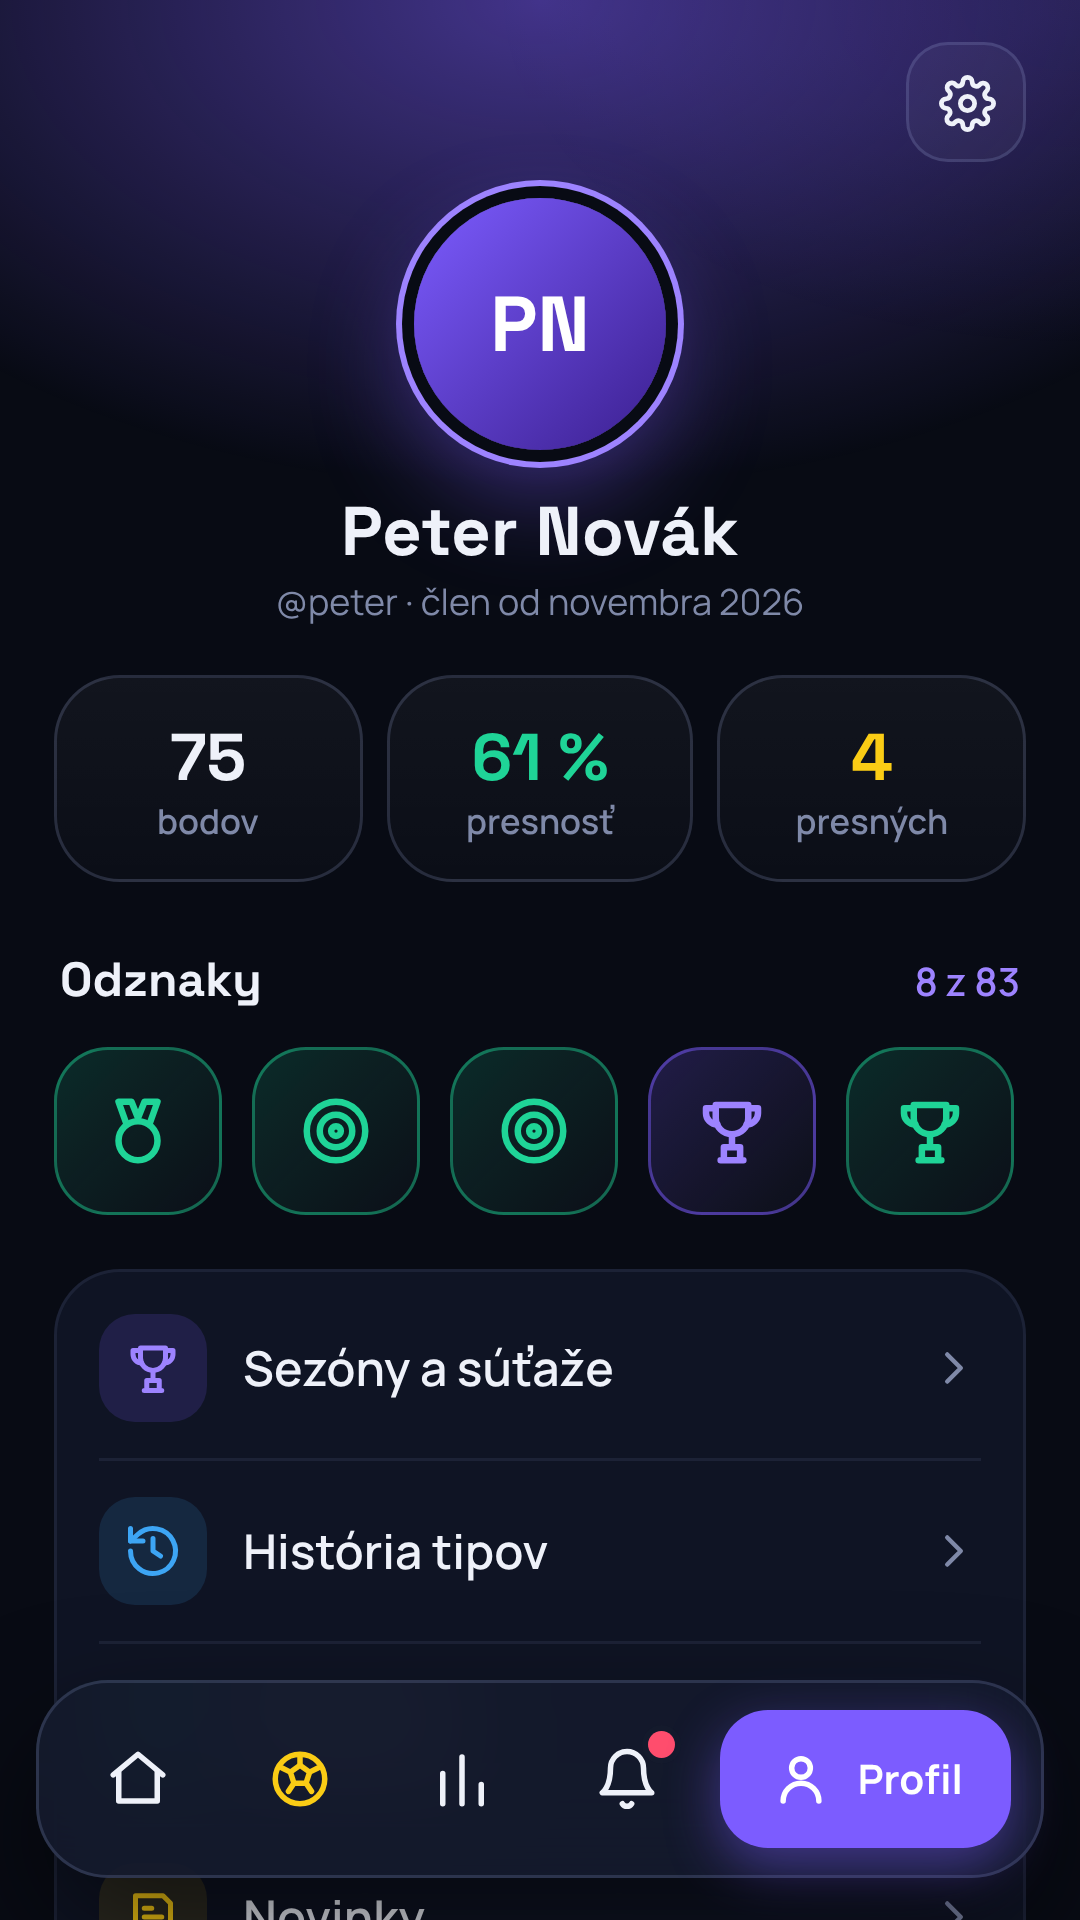 PN
Peter Novák
@peter · člen od novembra 2026
75
bodov
61 %
presnosť
4
presných
Odznaky
8 z 83
Sezóny a súťaže
História tipov
Profil
Novinky